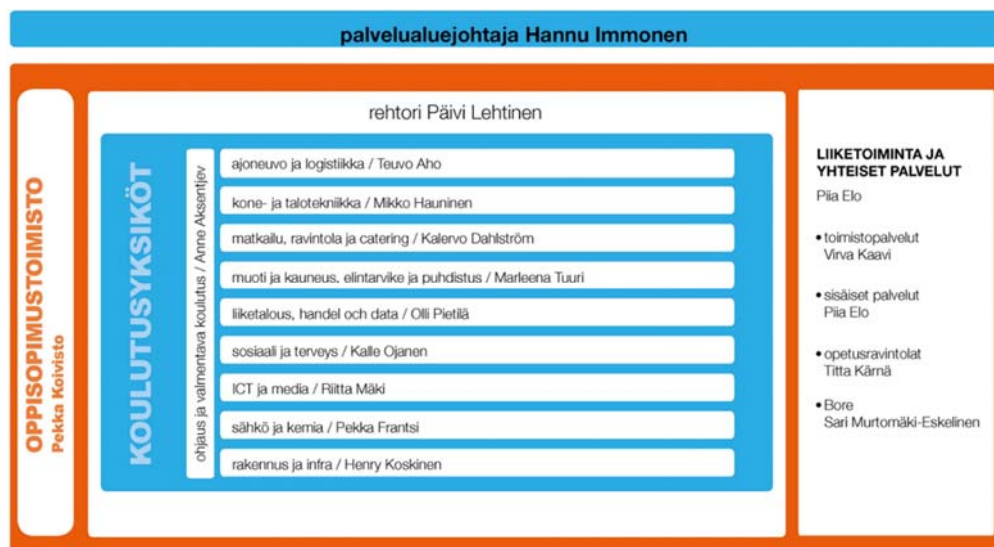 palvelualuejohtaja Hannu Immonen
OPPISOPIMUSTOIMISTO
Pekka Koivisto
rehtori Päivi Lehtinen
KOULUTUSYKSIKÖT
ohjaus ja valmentava koulutus / Anne Aksentjev
ajoneuvo ja logistiikka / Teuvo Aho
kone- ja talotekniikka / Mikko Hauninen
matkailu, ravintola ja catering / Kalervo Dahlström
muoti ja kauneus, elintarvike ja puhdistus / Marleena Tuuri
liiketalous, handel och data / Olli Pietilä
sosiaali ja terveys / Kalle Ojanen
ICT ja media / Riitta Mäki
sähkö ja kemia / Pekka Frantsi
rakennus ja infra / Henry Koskinen
LIIKETOIMINTA JA
YHTEISET PALVELUT
Piia Elo
• toimistopalvelut
Virva Kaavi
• sisäiset palvelut
Piia Elo
• opetusravintolat
Titta Kärnä
• Bore
Sari Murtomäki-Eskelinen